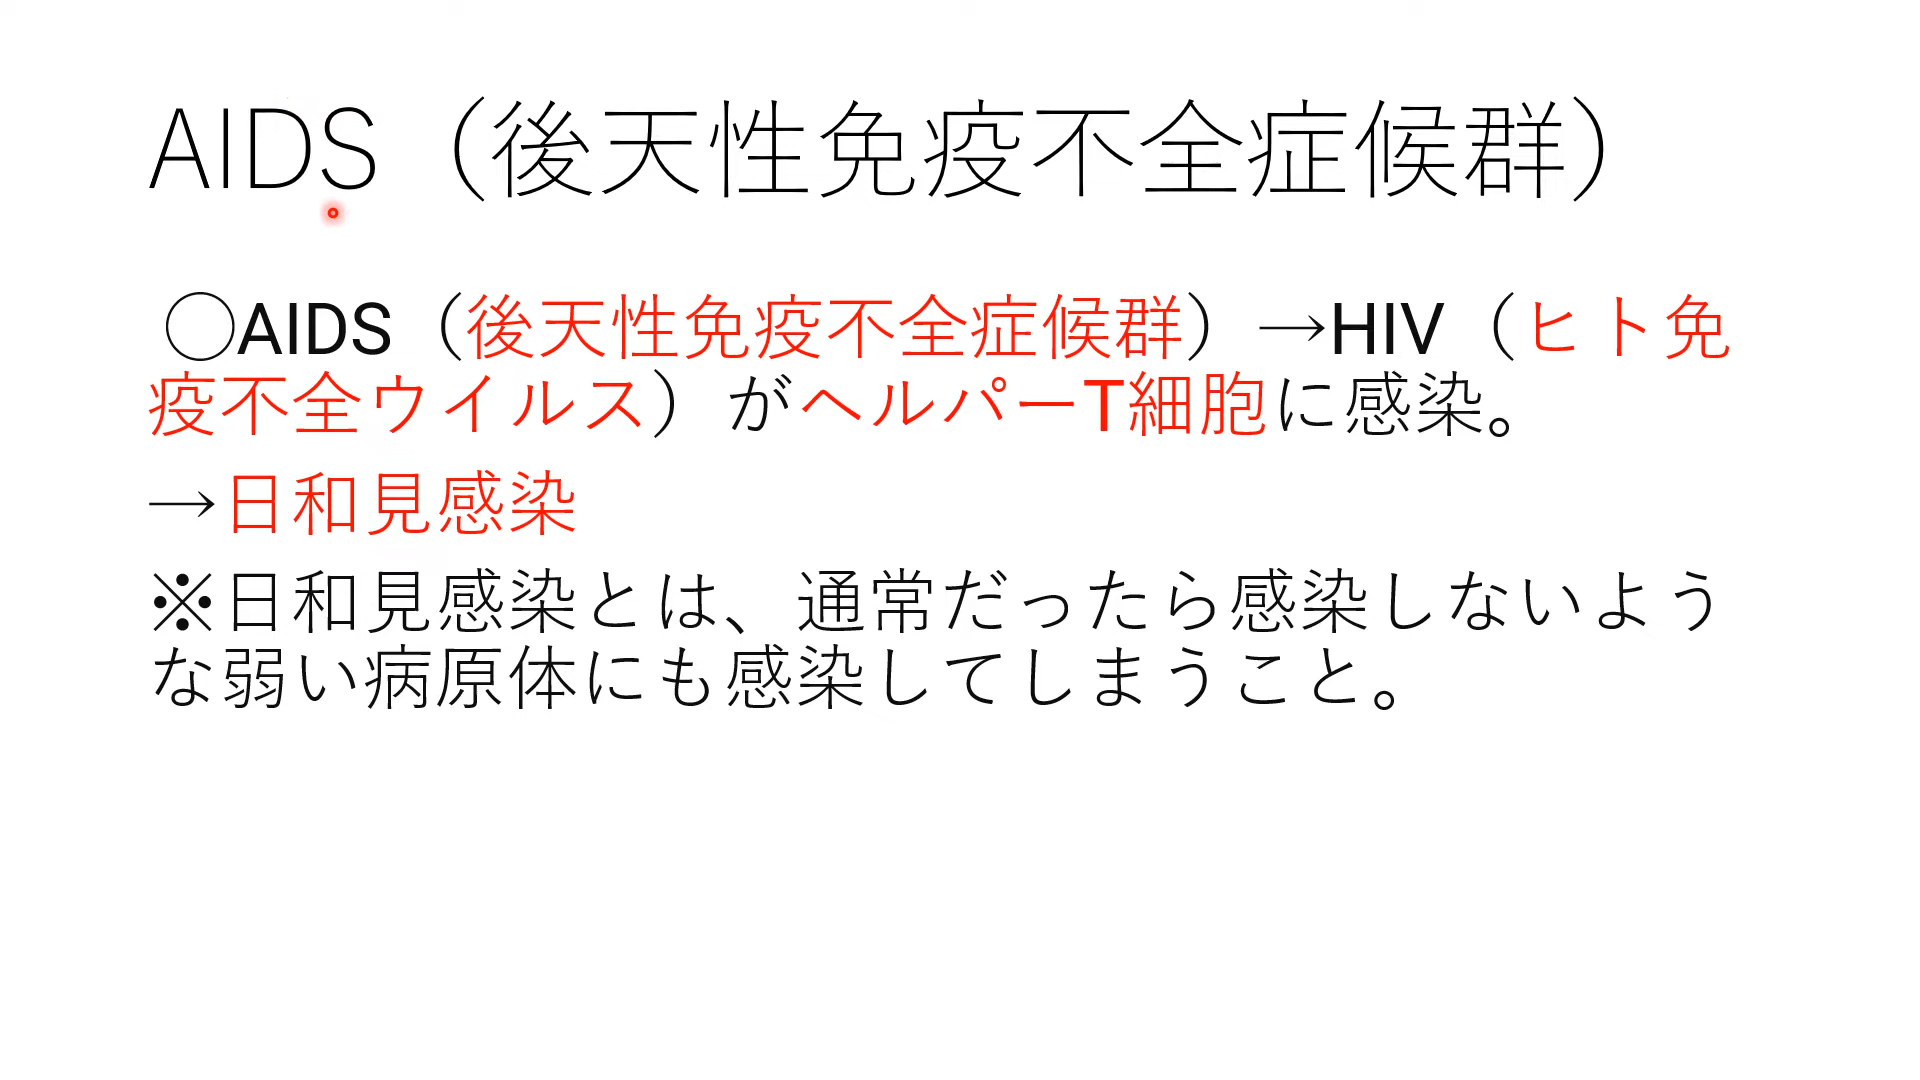 AIDS（後天性免疫不全症候群）
◯AIDS（後天性免疫不全症候群）→HIV（ヒト免
疫不全ウイルス）がヘルパーT細胞に感染。
→日和見感染
※日和見感染とは、通常だったら感染しないよう
な弱い病原体にも感染してしまうこと。